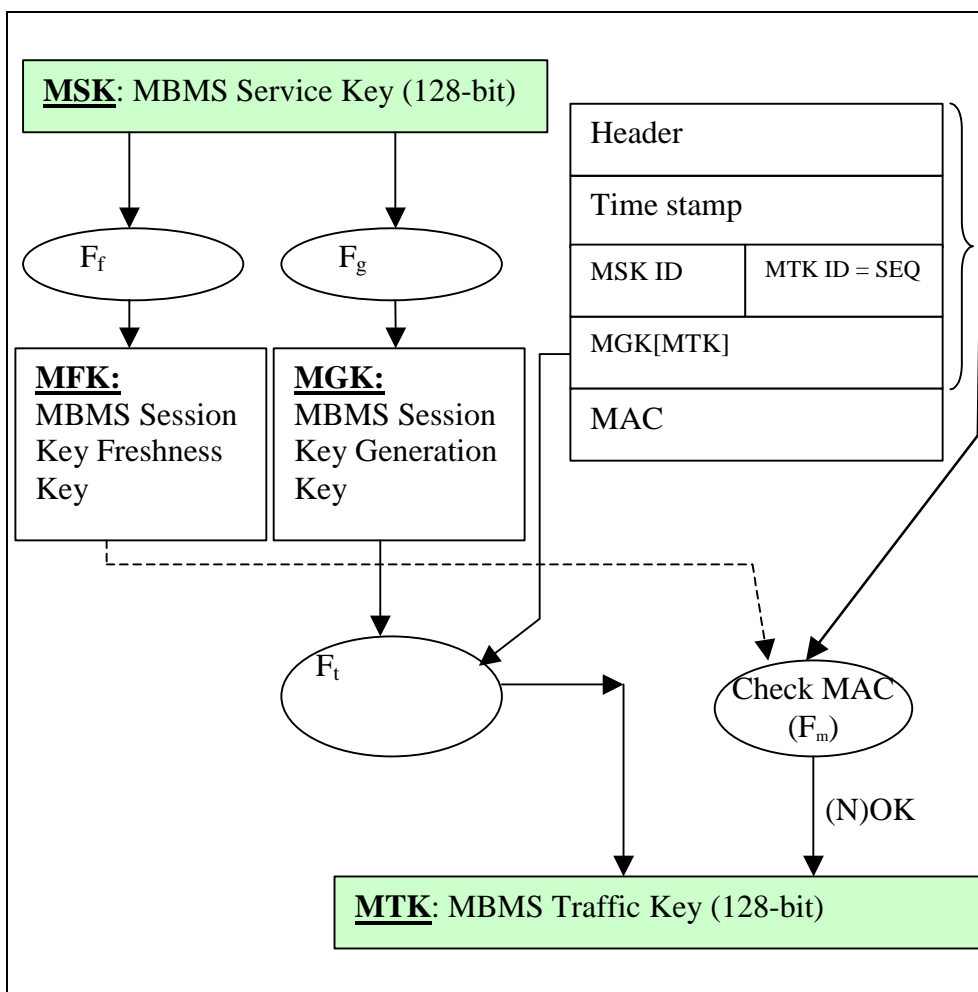 MSK: MBMS Service Key (128-bit)
Header
Time stamp
MSK ID
MTK ID = SEQ
MGK[MTK]
MAC
Ff
Fg
MFK:
MBMS Session
Key Freshness
Key
MGK:
MBMS Session
Key Generation
Key
Ft
Check MAC
(Fm)
(N)OK
MTK: MBMS Traffic Key (128-bit)